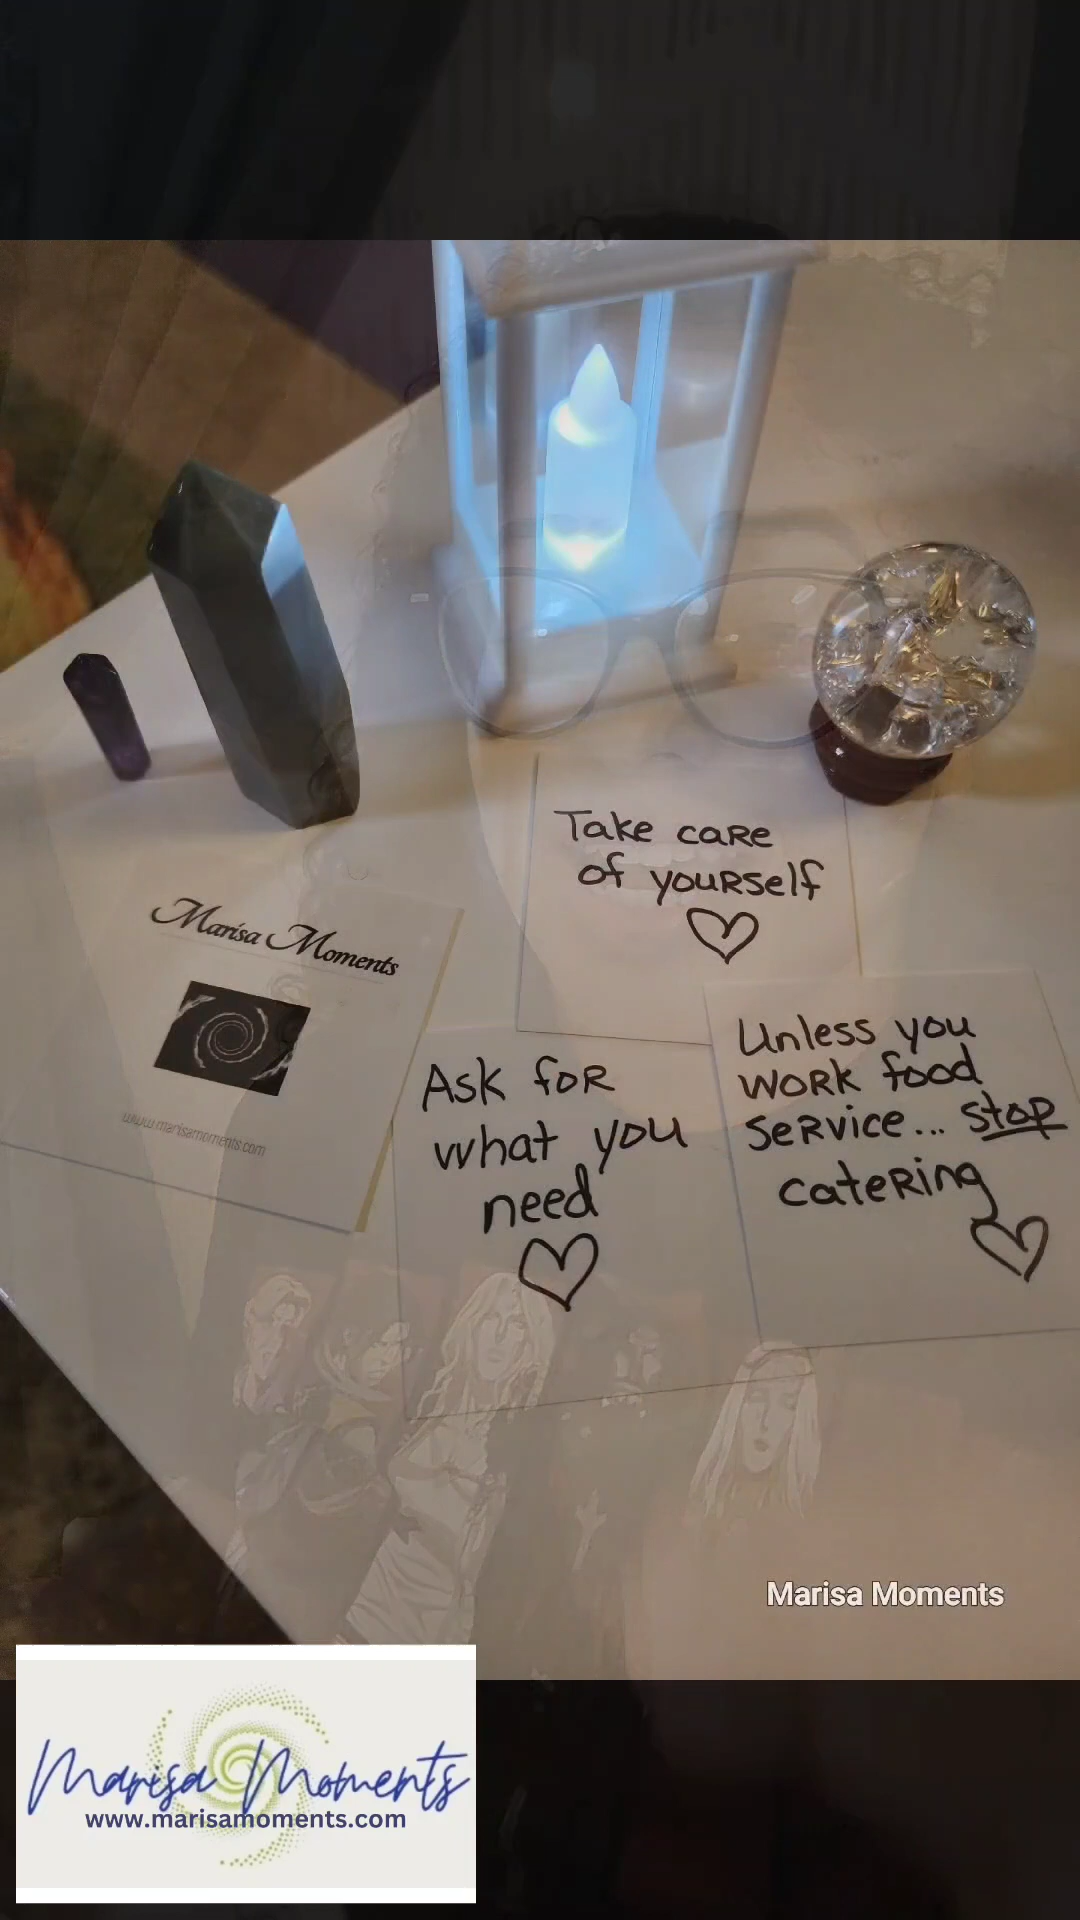 Take care
of yourself
Marisa Moments
www.marisamoments.com
Ask for
what you
need
Unless you
work food
service... stop
catering
Marisa Moments
Marisa Moments
www.marisamoments.com